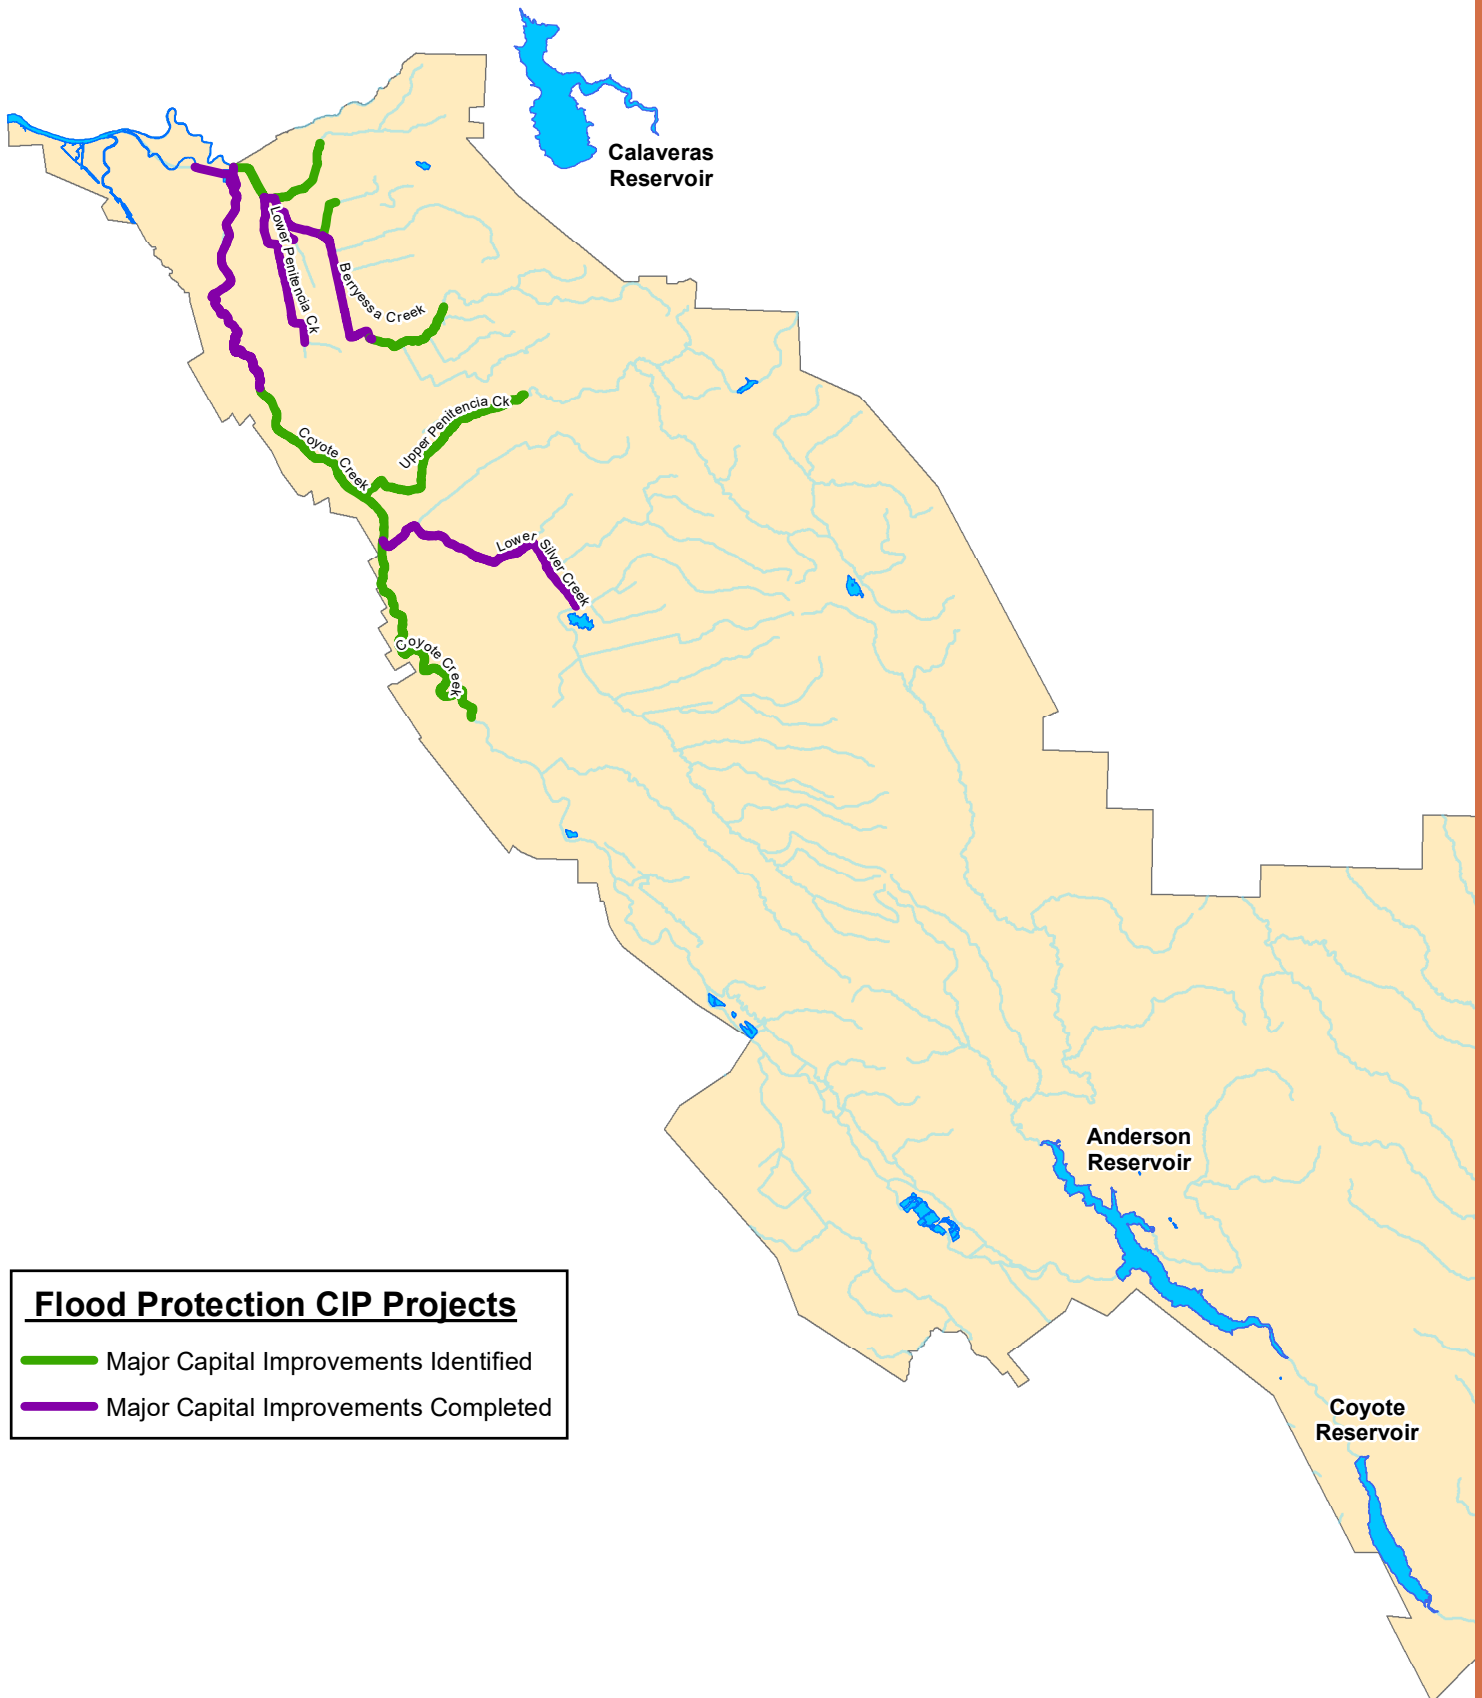 Calaveras
Reservoir
Lower Penitencia Ck
Berryessa Creek
Upper Penitencia Ck
Coyote Creek
Lower Silver Creek
Coyote Creek
Anderson
Reservoir
Flood Protection CIP Projects
Major Capital Improvements Identified
Major Capital Improvements Completed
Coyote
Reservoir